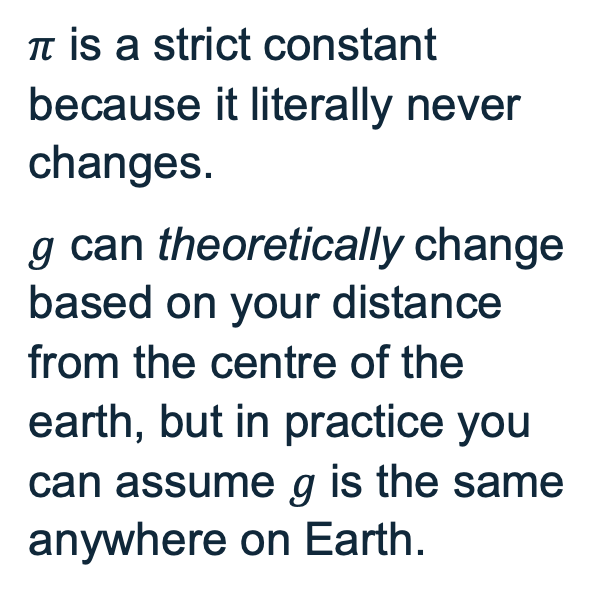 π is a strict constant
because it literally never
changes.
g can theoretically change
based on your distance
from the centre of the
earth, but in practice you
can assume g is the same
anywhere on Earth.